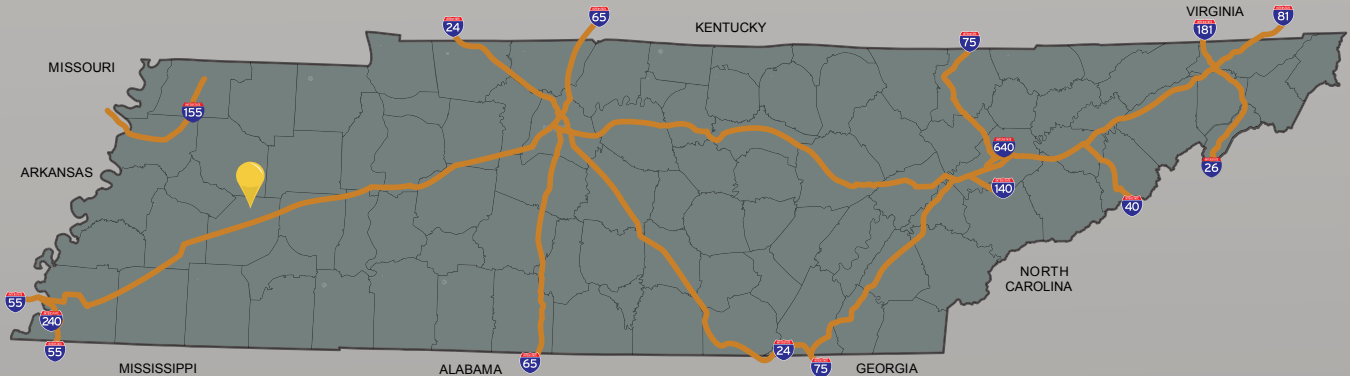 VIRGINIA
81
65
24
181
KENTUCKY
75
MISSOURI
155
640
ARKANSAS
26
140
40
NORTH
CAROLINA
55
240
55
24
65
75
MISSISSIPPI
ALABAMA
GEORGIA